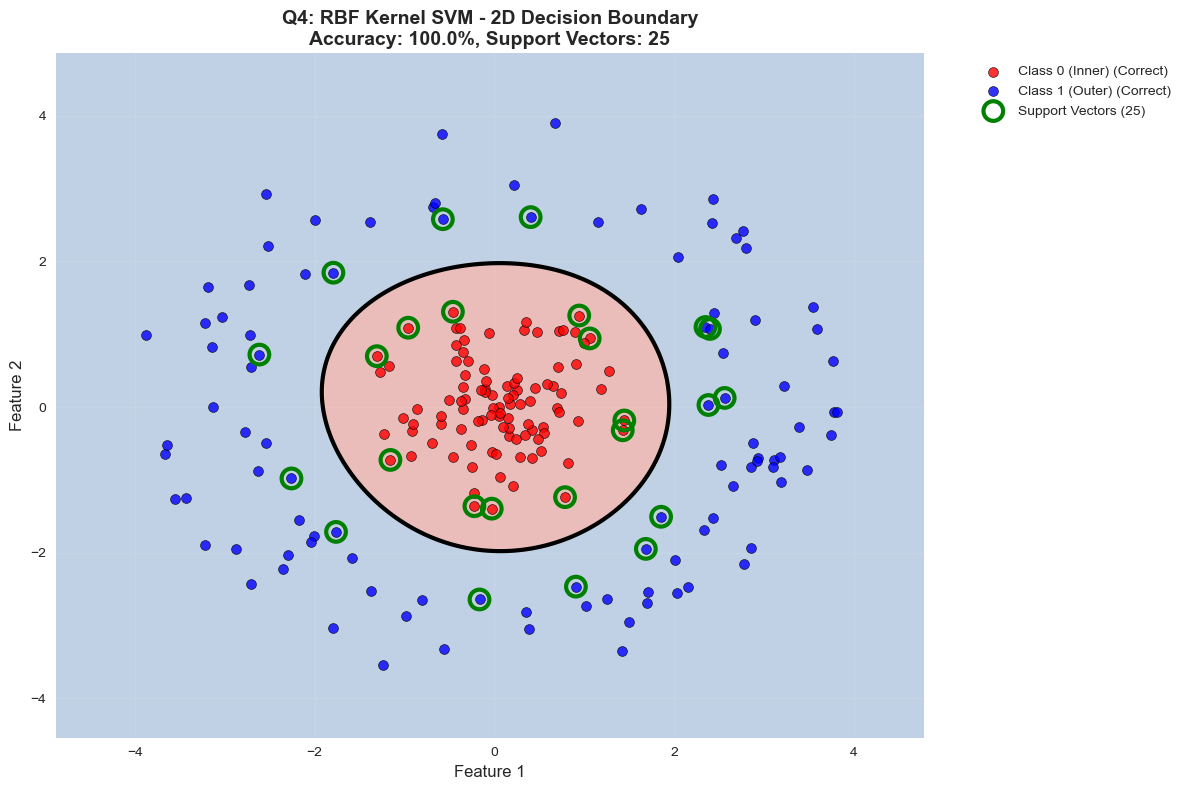 Q4: RBF Kernel SVM - 2D Decision Boundary
Accuracy: 100.0%, Support Vectors: 25
Class 0 (Inner) (Correct)
Class 1 (Outer) (Correct)
Support Vectors (25)
Feature 2
4
2
0
−2
−4
−4
−2
0
2
4
Feature 1